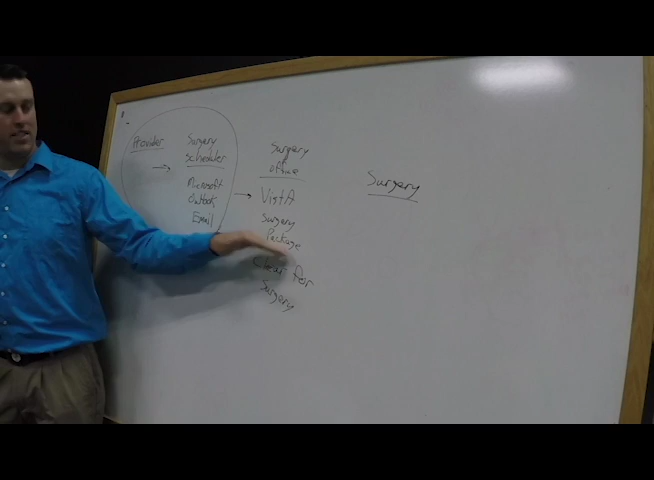 Provider
Surgery
Scheduler
Microsoft
Outlook
Email
Surgery
office
VistA
Surgery
Package
Clear for
Surgery
Surgery